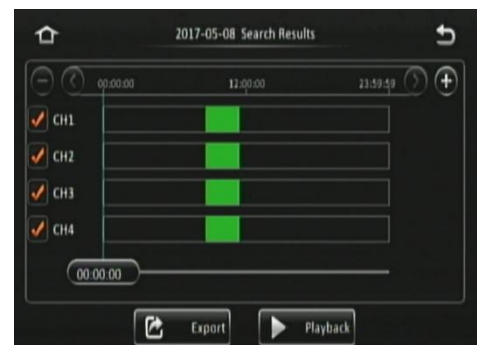 2017-05-08 Search Results
00:00:00 12:00:00 23:59:59
CH1
CH2
CH3
CH4
00:00:00
Export Playback